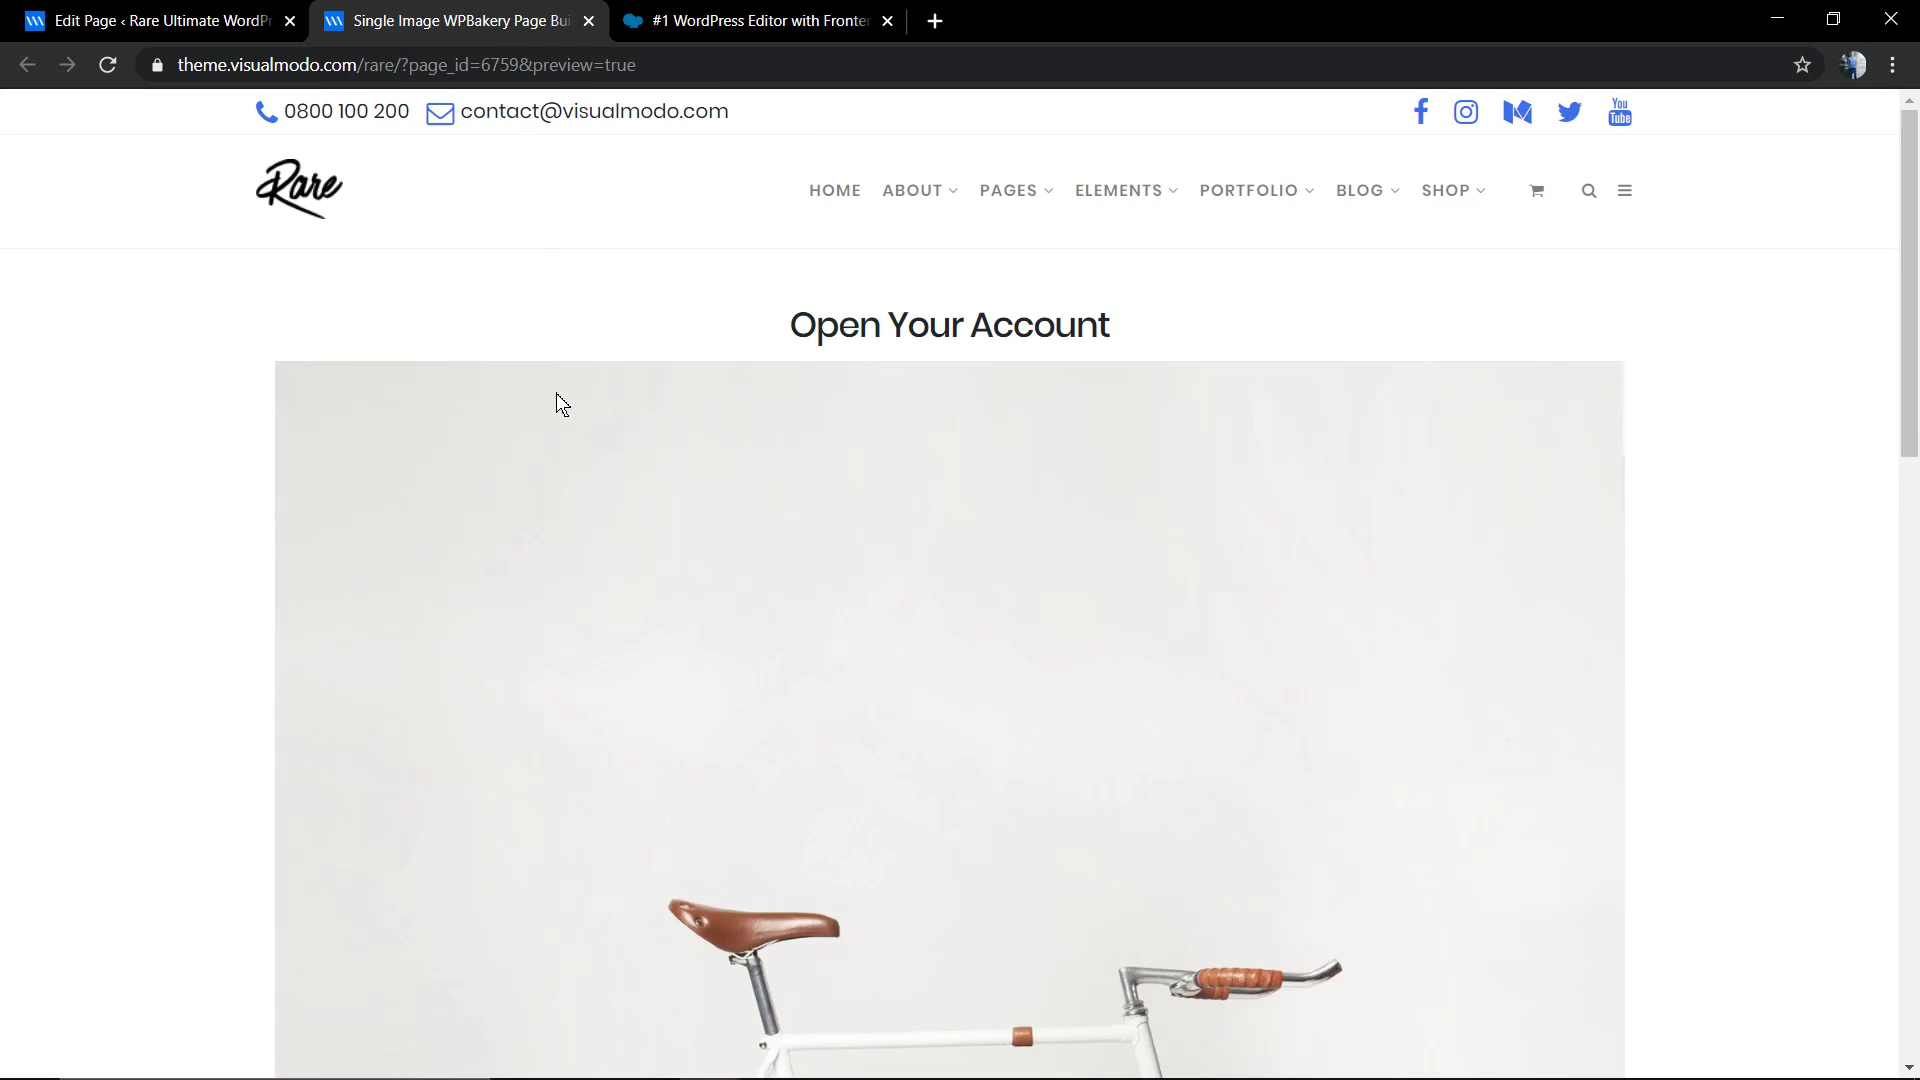 Edit Page ‹ Rare Ultimate WordPr
Single Image WPBakery Page Bui
#1 WordPress Editor with Fronte
theme.visualmodo.com/rare/?page_id=6759&preview=true
0800 100 200 contact@visualmodo.com
You
Tube
Rare
HOME ABOUT PAGES ELEMENTS PORTFOLIO BLOG SHOP
Open Your Account